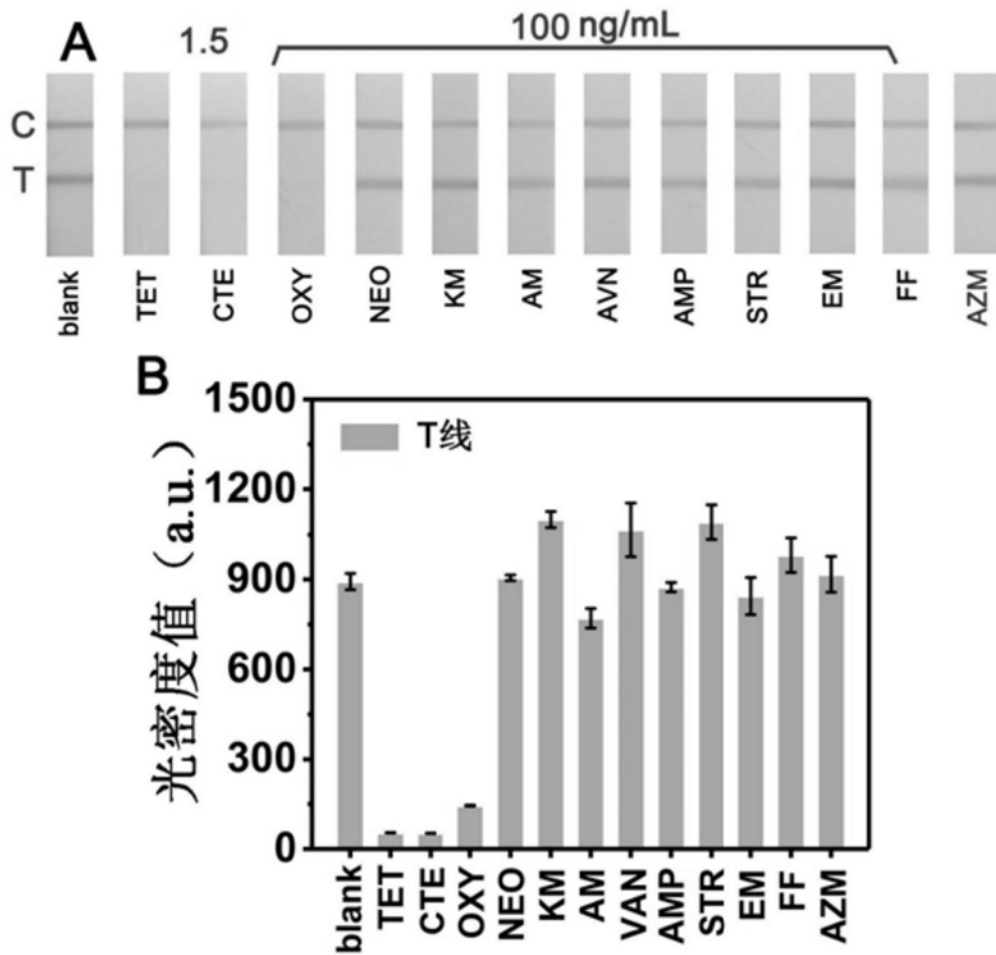 A
1.5
100 ng/mL
C
T
blank
TET
CTE
OXY
NEO
KM
AM
AVN
AMP
STR
EM
FF
AZM
B
1500
1200
900
600
300
0
光密度值（a.u.）
T线
blank
TET
CTE
OXY
NEO
KM
AM
VAN
AMP
STR
EM
FF
AZM